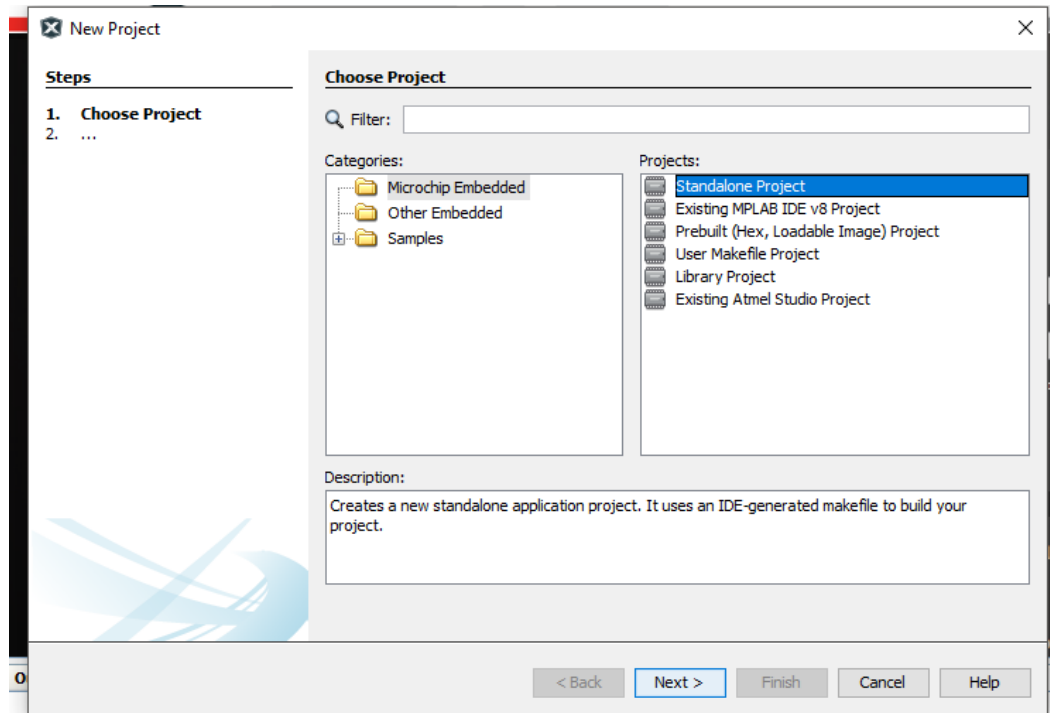 New Project
Steps
1. Choose Project
2. ...
Choose Project
Filter:
Categories:
Microchip Embedded
Other Embedded
Samples
Projects:
Standalone Project
Existing MPLAB IDE v8 Project
Prebuilt (Hex, Loadable Image) Project
User Makefile Project
Library Project
Existing Atmel Studio Project
Description:
Creates a new standalone application project. It uses an IDE-generated makefile to build your
project.
< Back
Next >
Finish
Cancel
Help